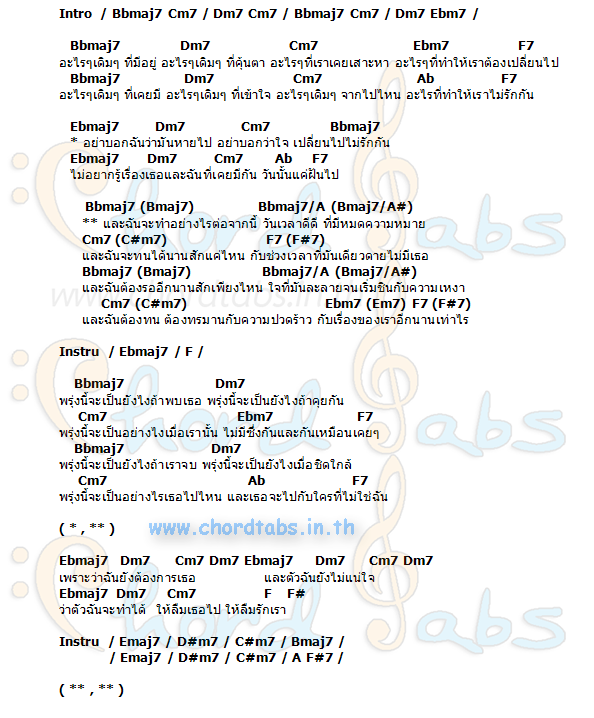 Intro / Bbmaj7 Cm7 / Dm7 Cm7 / Bbmaj7 Cm7 / Dm7 Ebm7 /
Bbmaj7 Dm7 Cm7 Ebm7 F7
อะไรๆเดิมๆ ที่มีอยู่ อะไรๆเดิมๆ ที่คุ้นตา อะไรๆที่เราเคยเสาะหา อะไรๆที่ทำให้เราต้องเปลี่ยนไป
Bbmaj7 Dm7 Cm7 Ab F7
อะไรๆเดิมๆ ที่เคยมี อะไรๆเดิมๆ ที่เข้าใจ อะไรๆเดิมๆ จากไปไหน อะไรที่ทำให้เราไม่รักกัน
Ebmaj7 Dm7 Cm7 Bbmaj7
* อย่าบอกฉันว่ามันหายไป อย่าบอกว่าใจ เปลี่ยนไปไม่รักกัน
Ebmaj7 Dm7 Cm7 Ab F7
ไม่อยากรู้เรื่องเธอและฉันที่เคยมีกัน วันนั้นแค่ฝันไป
Bbmaj7 (Bmaj7) Bbmaj7/A (Bmaj7/A#)
** และฉันจะทำอย่างไรต่อจากนี้ วันเวลาดีดี ที่มีหมดความหมาย
Cm7 (C#m7) F7 (F#7)
และฉันจะทนได้นานสักแค่ไหน กับช่วงเวลาที่มันเดียวดายไม่มีเธอ
Bbmaj7 (Bmaj7) Bbmaj7/A (Bmaj7/A#)
และฉันต้องรออีกนานสักเพียงไหน ใจที่มันละลายจนเริ่มชินกับความเหงา
Cm7 (C#m7) Ebm7 (Em7) F7 (F#7)
และฉันต้องทน ต้องทรมานกับความปวดร้าว กับเรื่องของเราอีกนานเท่าไร
Instru / Ebmaj7 / F /
Bbmaj7 Dm7
พรุ่งนี้จะเป็นยังไงถ้าพบเธอ พรุ่งนี้จะเป็นยังไงถ้าคุยกัน
Cm7 Ebm7 F7
พรุ่งนี้จะเป็นอย่างไงเมื่อเรานั้น ไม่มีซึ่งกันและกันเหมือนเคยๆ
Bbmaj7 Dm7
พรุ่งนี้จะเป็นยังไงถ้าเราจบ พรุ่งนี้จะเป็นยังไงเมื่อชิดใกล้
Cm7 Ab F7
พรุ่งนี้จะเป็นอย่างไรเธอไปไหน และเธอจะไปกับใครที่ไม่ใช่ฉัน
( * , ** ) www.chordtabs.in.th
Ebmaj7 Dm7 Cm7 Dm7 Ebmaj7 Dm7 Cm7 Dm7
เพราะว่าฉันยังต้องการเธอ และตัวฉันยังไม่แน่ใจ
Ebmaj7 Dm7 Cm7 F F#
ว่าตัวฉันจะทำได้ ให้ลืมเธอไป ให้ลืมรักเรา
Instru / Emaj7 / D#m7 / C#m7 / Bmaj7 /
/ Emaj7 / D#m7 / C#m7 / A F#7 /
( ** , ** )